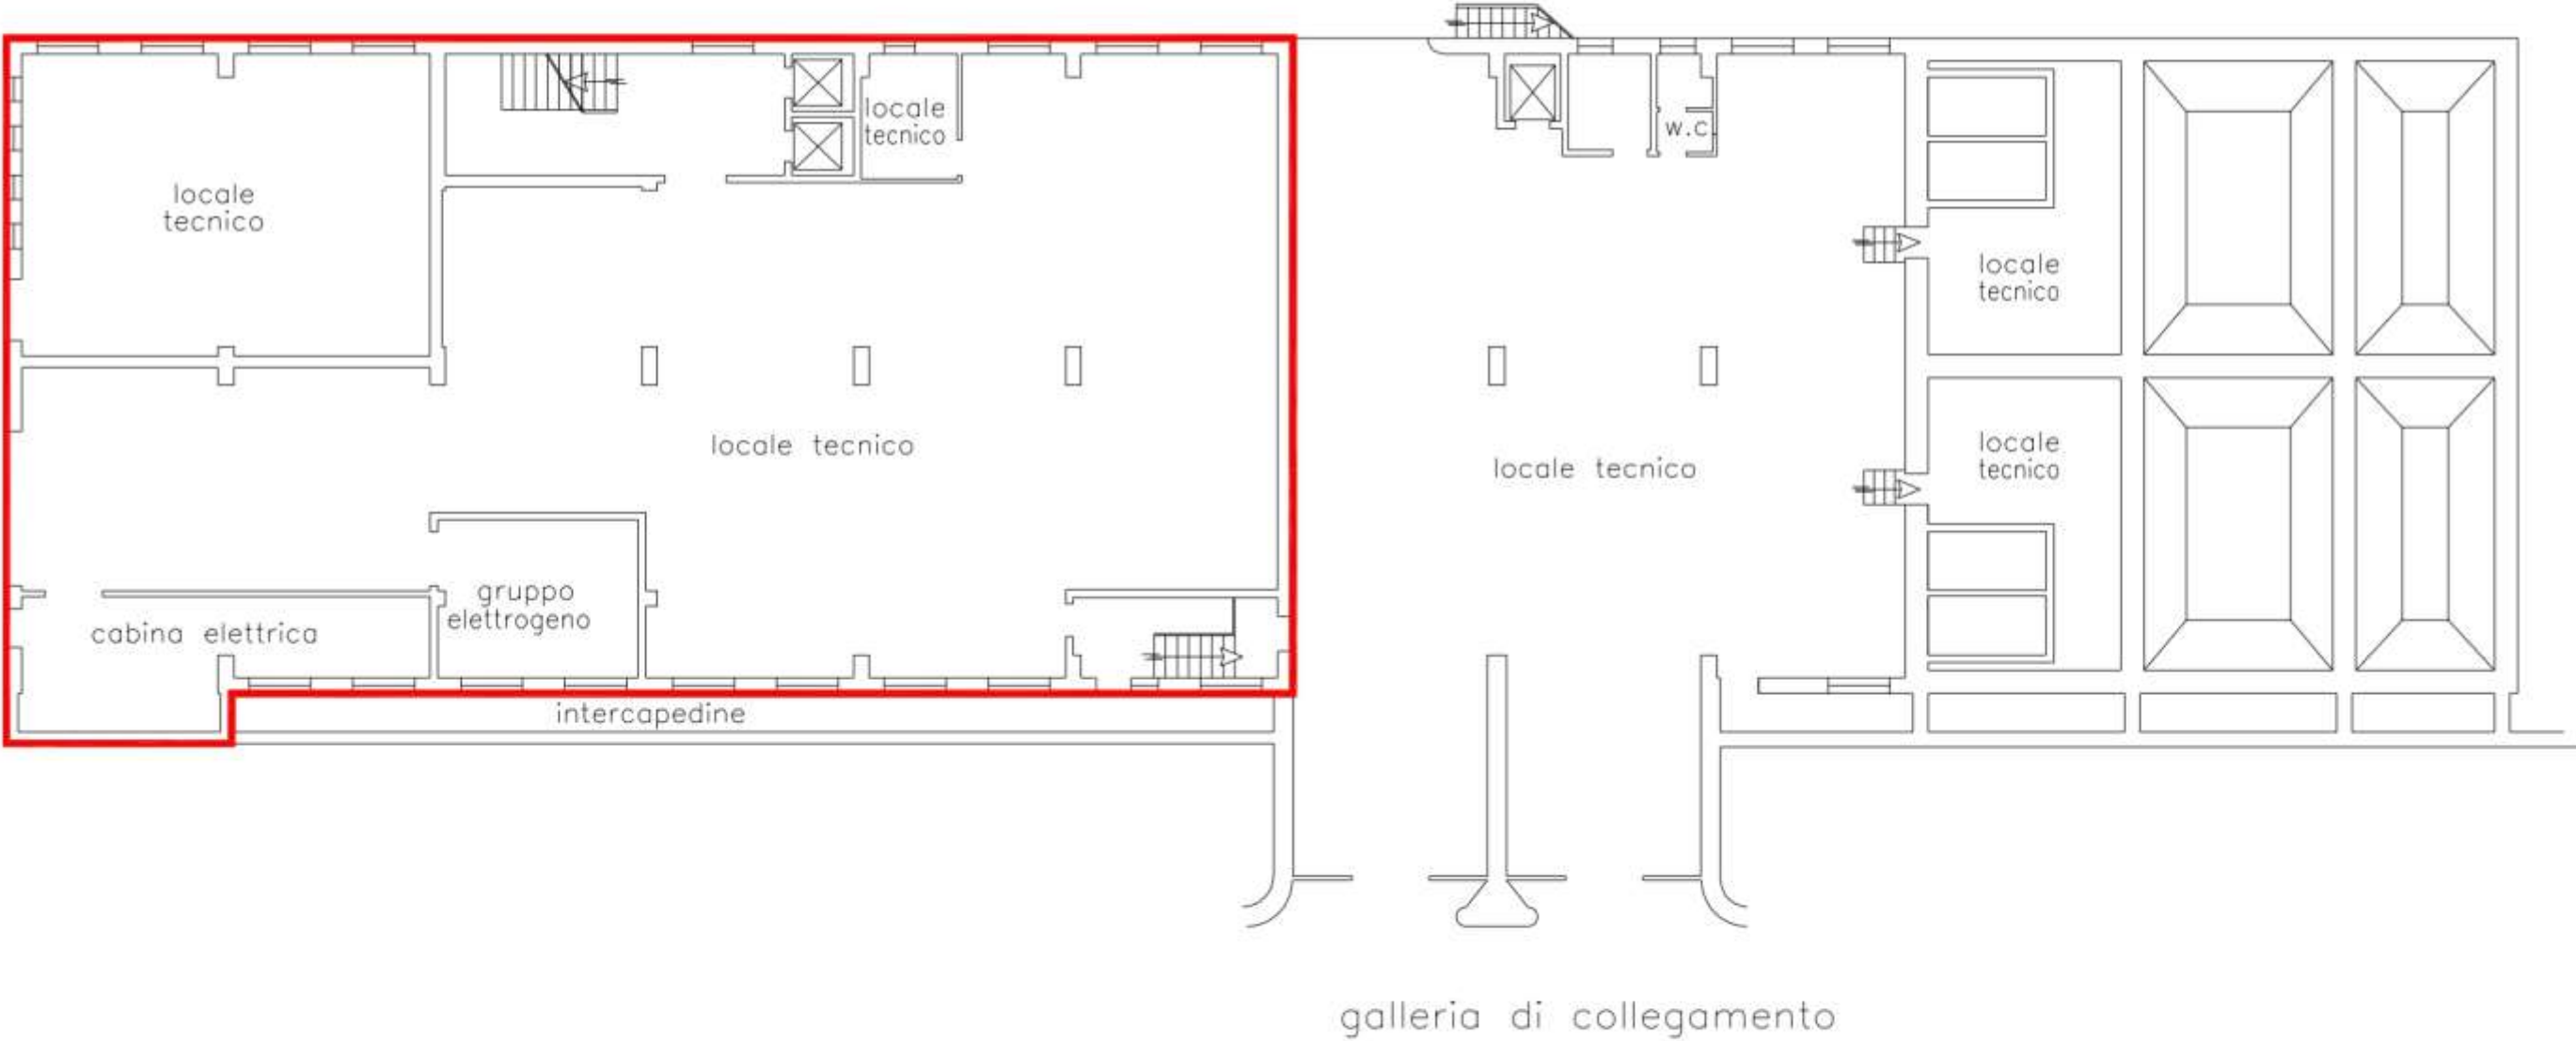 locale
tecnico
w.c.
locale
tecnico
locale
tecnico
locale tecnico
locale tecnico
locale
tecnico
gruppo
elettrogeno
cabina elettrica
intercapedine
galleria di collegamento